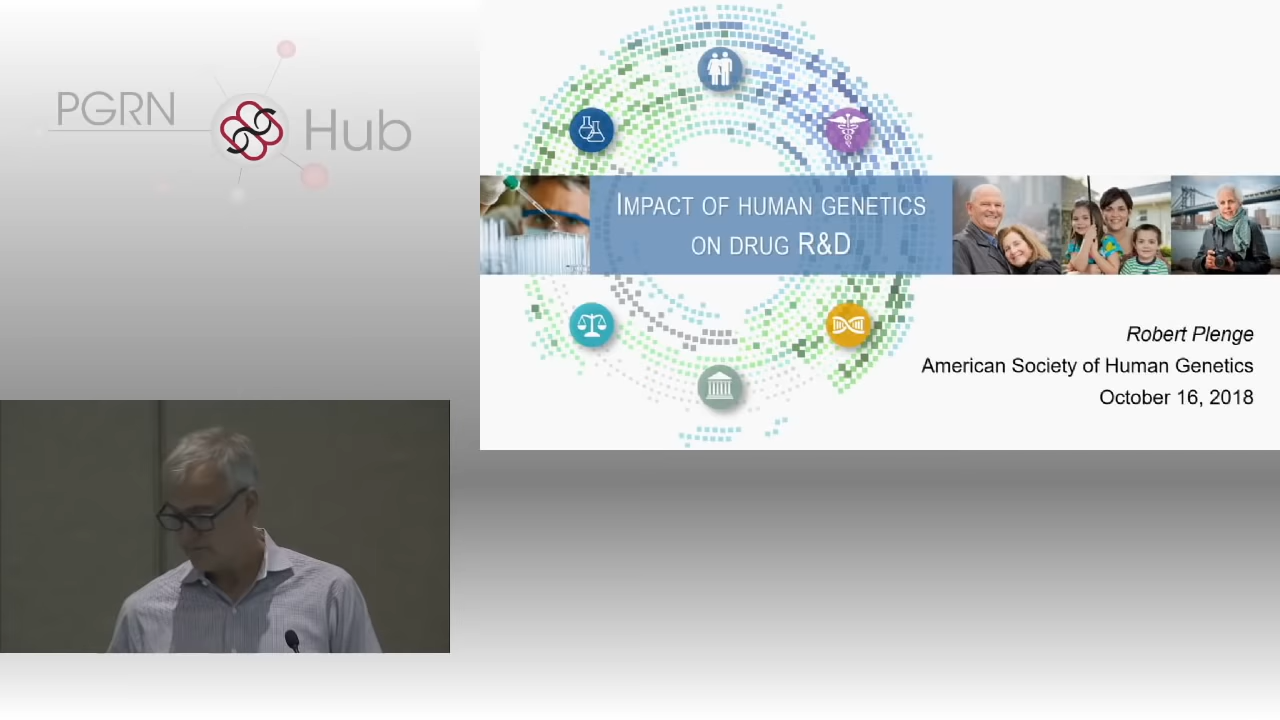 PGRN Hub
IMPACT OF HUMAN GENETICS
ON DRUG R&D
Robert Plenge
American Society of Human Genetics
October 16, 2018